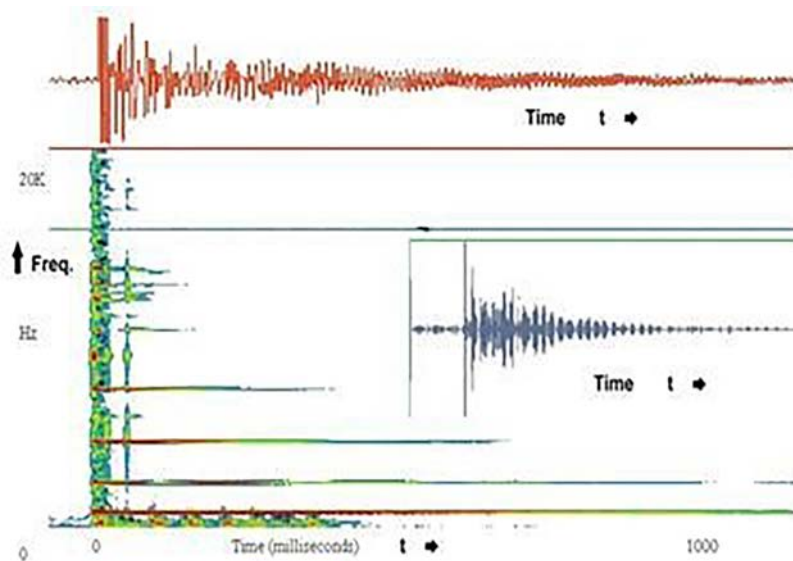 Time t ➡
20K
Freq.
Hz
Time t ➡
0
0 Time (milliseconds) t ➡ 1000